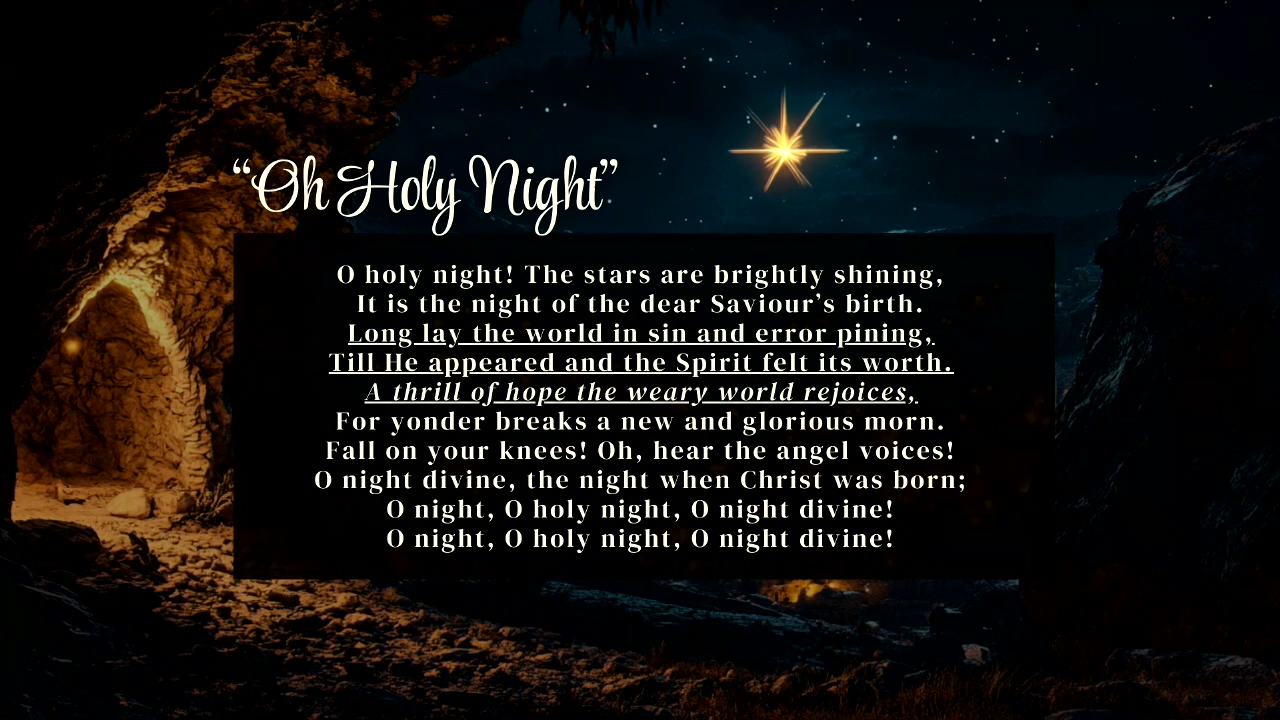 “Oh Holy Night”
O holy night! The stars are brightly shining,
It is the night of the dear Saviour’s birth.
Long lay the world in sin and error pining,
Till He appeared and the Spirit felt its worth.
A thrill of hope the weary world rejoices,
For yonder breaks a new and glorious morn.
Fall on your knees! Oh, hear the angel voices!
O night divine, the night when Christ was born;
O night, O holy night, O night divine!
O night, O holy night, O night divine!